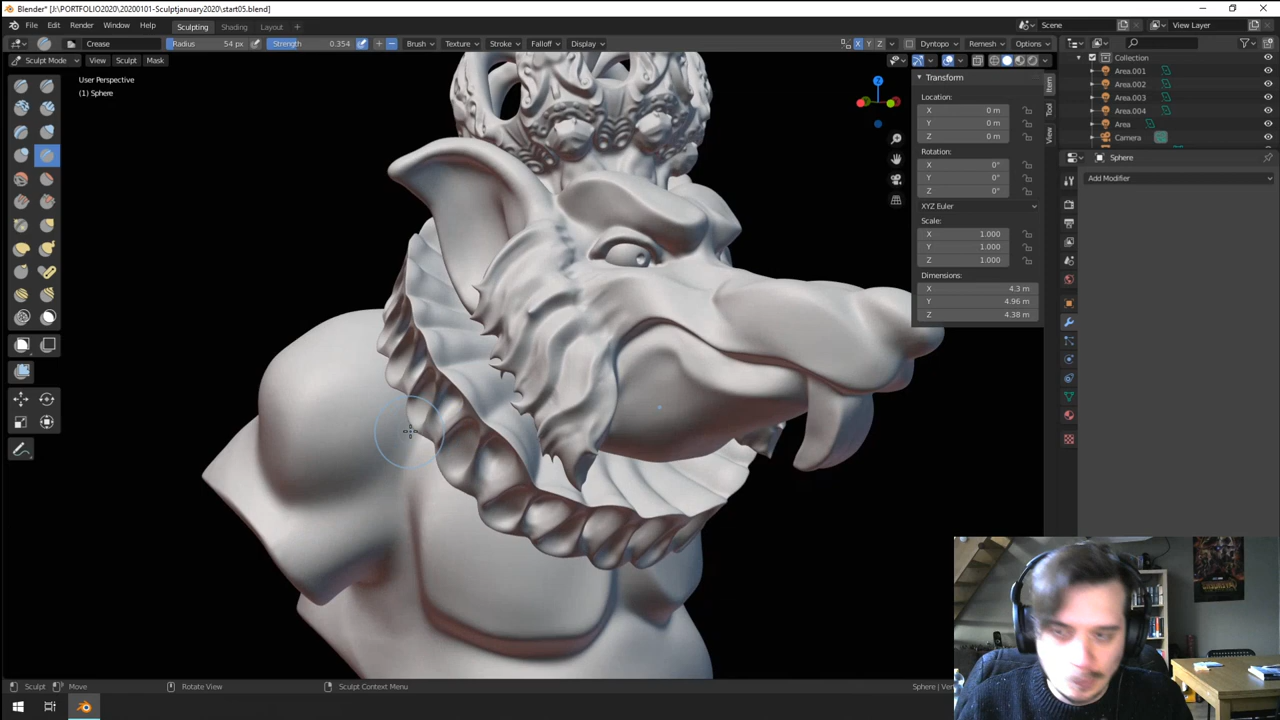 Blender* [J:\PORTFOLIO2020\20200101-Sculptjanuary2020\start05.blend]
File Edit Render Window Help Sculpting Shading Layout Scene View Layer
Crease Radius 54 px Strength 0.354 Brush Texture Stroke Falloff Display X Y Z Dyntopo Remesh Options
Sculpt Mode View Sculpt Mask
User Perspective
(1) Sphere
Z
Transform
Location:
X 0 m
Y 0 m
Z 0 m
Rotation:
X 0°
Y 0°
Z 0°
XYZ Euler
Scale:
X 1.000
Y 1.000
Z 1.000
Dimensions:
X 4.3 m
Y 4.96 m
Z 4.38 m
Item
Tool
View
Collection
Area.001
Area.002
Area.003
Area.004
Area
Camera
Sphere
Add Modifier
Sculpt Move Rotate View Sculpt Context Menu Sphere | Ver